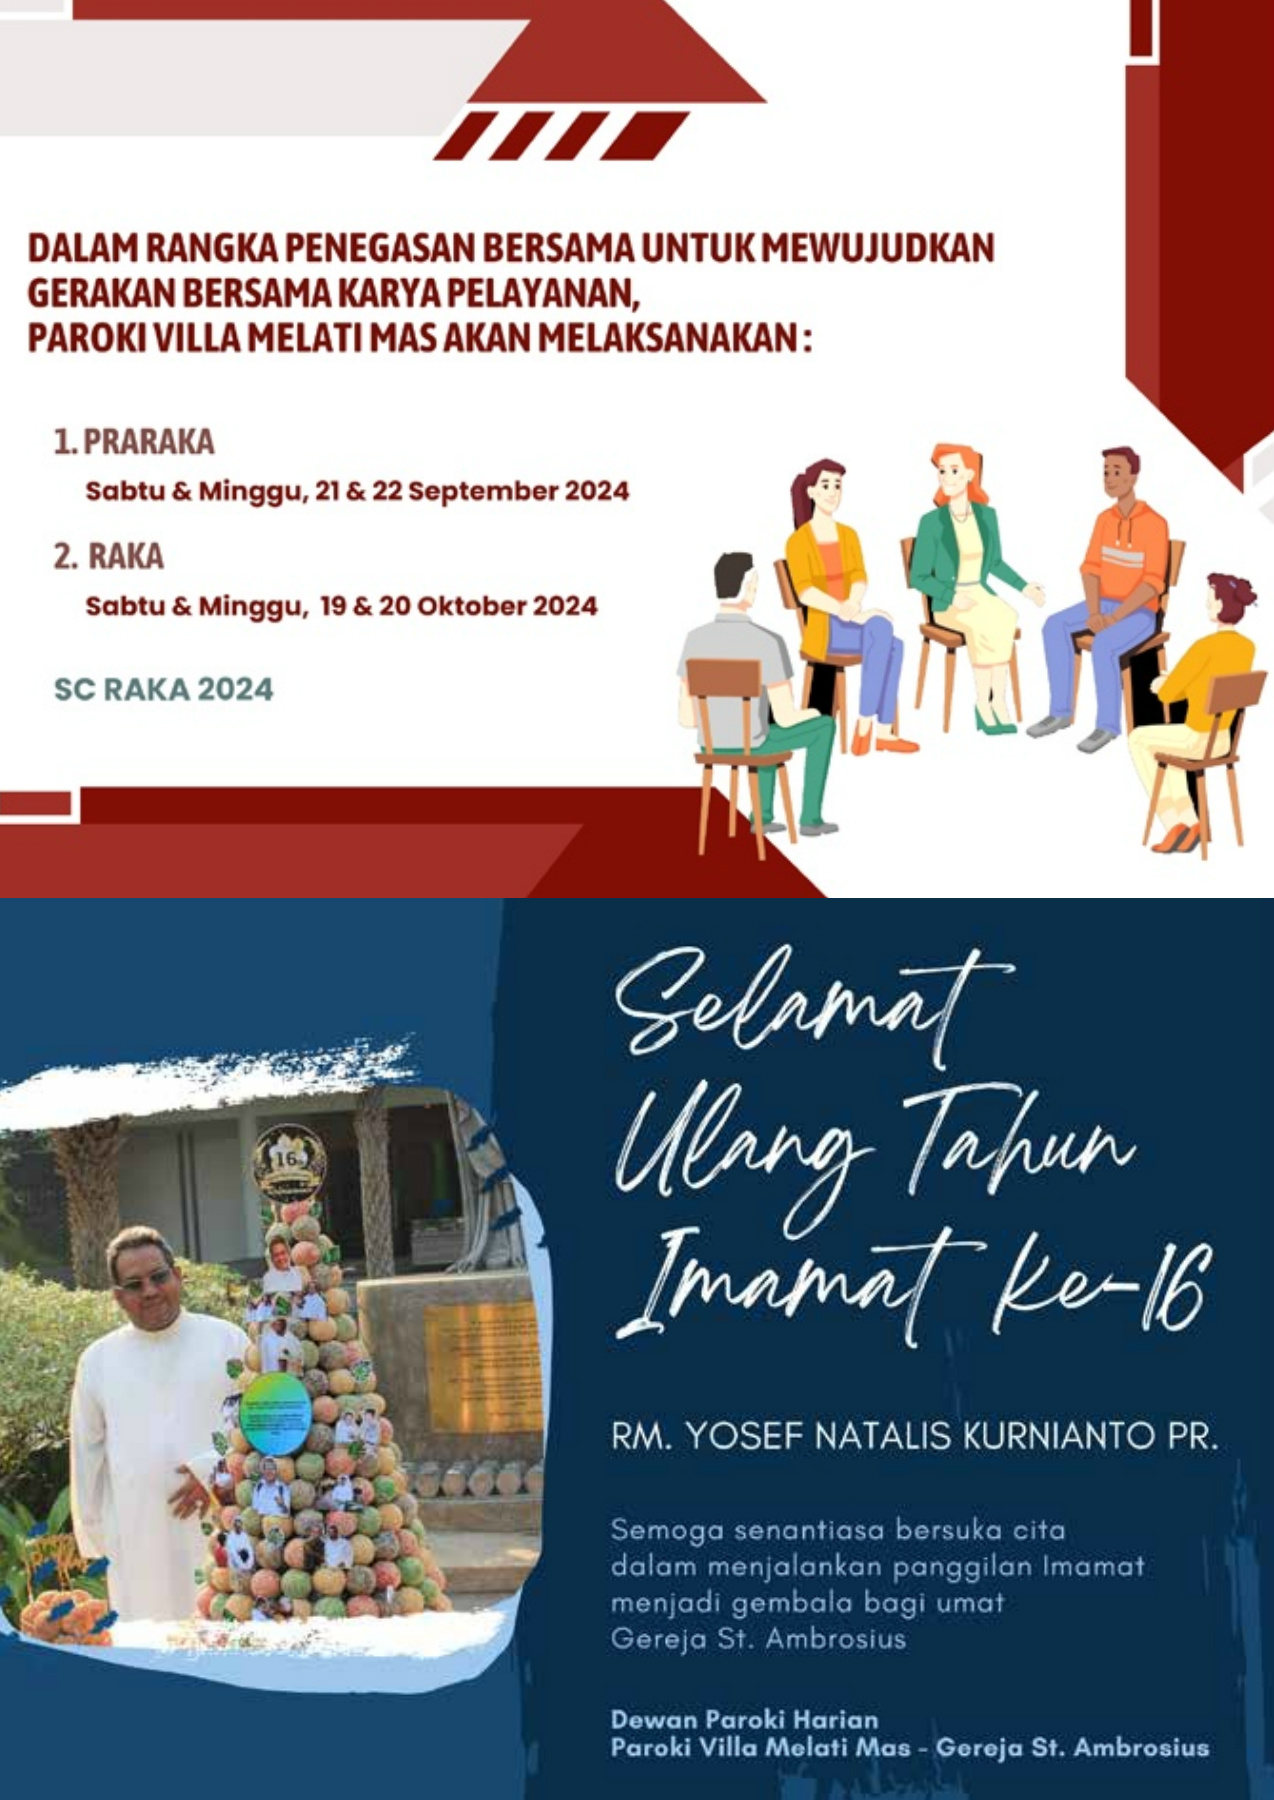 DALAM RANGKA PENEGASAN BERSAMA UNTUK MEWUJUDKAN
GERAKAN BERSAMA KARYA PELAYANAN,
PAROKI VILLA MELATI MAS AKAN MELAKSANAKAN :
1. PRARAKA
Sabtu & Minggu, 21 & 22 September 2024
2. RAKA
Sabtu & Minggu, 19 & 20 Oktober 2024
SC RAKA 2024
Selamat
Ulang Tahun
Imamat ke-16
16
RM. YOSEF NATALIS KURNIANTO PR.
Semoga senantiasa bersuka cita
dalam menjalankan panggilan Imamat
menjadi gembala bagi umat
Gereja St. Ambrosius
Dewan Paroki Harian
Paroki Villa Melati Mas - Gereja St. Ambrosius